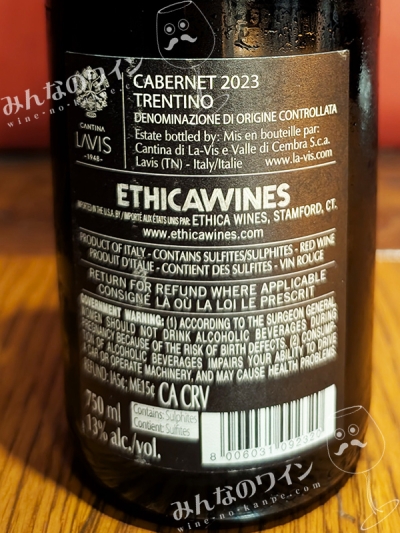 みんなのワイン
wine-no-kanpe.com
CANTINA
LAVIS
-1948-
CABERNET 2023
TRENTINO
DENOMINAZIONE DI ORIGINE CONTROLLATA
Estate bottled by: Mis en bouteille par:
Cantina di La-Vis e Valle di Cembra S.c.a.
Lavis (TN) - Italy/Italie www.la-vis.com
ETHICAWINES
IMPORTED IN THE U.S.A. BY / IMPORTÉ AUX ÉTATS UNIS PAR: ETHICA WINES, STAMFORD, CT.
www.ethicawines.com
PRODUCT OF ITALY - CONTAINS SULFITES/SULPHITES - RED WINE
PRODUIT D'ITALIE - CONTIENT DES SULFITES - VIN ROUGE
RETURN FOR REFUND WHERE APPLICABLE
CONSIGNÉ LÀ OÙ LA LOI LE PRESCRIT
GOVERNMENT WARNING: (1) ACCORDING TO THE SURGEON GENERAL,
WOMEN SHOULD NOT DRINK ALCOHOLIC BEVERAGES DURING
PREGNANCY BECAUSE OF THE RISK OF BIRTH DEFECTS. (2) CONSUMP-
TION OF ALCOHOLIC BEVERAGES IMPAIRS YOUR ABILITY TO DRIVE
A CAR OR OPERATE MACHINERY, AND MAY CAUSE HEALTH PROBLEMS.
REFUND: IA5¢; ME15¢ CA CRV
750 ml
13% alc./vol.
Contains: Sulphites
Contient: Sulfites
みんなのワイン
wine-no-kanpe.com